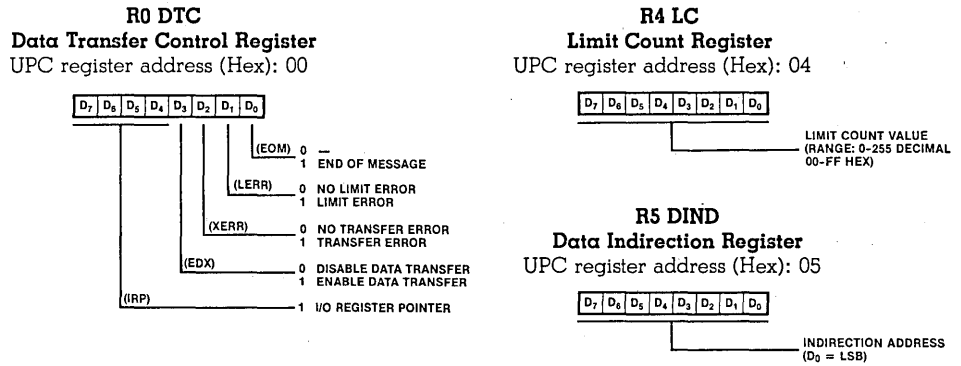 R0 DTC
Data Transfer Control Register
UPC register address (Hex): 00
D7 D6 D5 D4 D3 D2 D1 D0
(EOM) 0 —
1 END OF MESSAGE
(LERR) 0 NO LIMIT ERROR
1 LIMIT ERROR
(XERR) 0 NO TRANSFER ERROR
1 TRANSFER ERROR
(EDX) 0 DISABLE DATA TRANSFER
1 ENABLE DATA TRANSFER
(IRP) 1 I/O REGISTER POINTER
R4 LC
Limit Count Register
UPC register address (Hex): 04
D7 D6 D5 D4 D3 D2 D1 D0
LIMIT COUNT VALUE
(RANGE: 0-255 DECIMAL
00-FF HEX)
R5 DIND
Data Indirection Register
UPC register address (Hex): 05
D7 D6 D5 D4 D3 D2 D1 D0
INDIRECTION ADDRESS
(D0 = LSB)